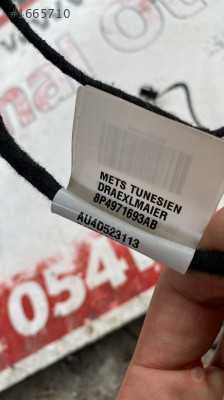 #1665710
METS TUNESIEN
DRAEXLMAIER
8P4971693AB
AU4D523113
054